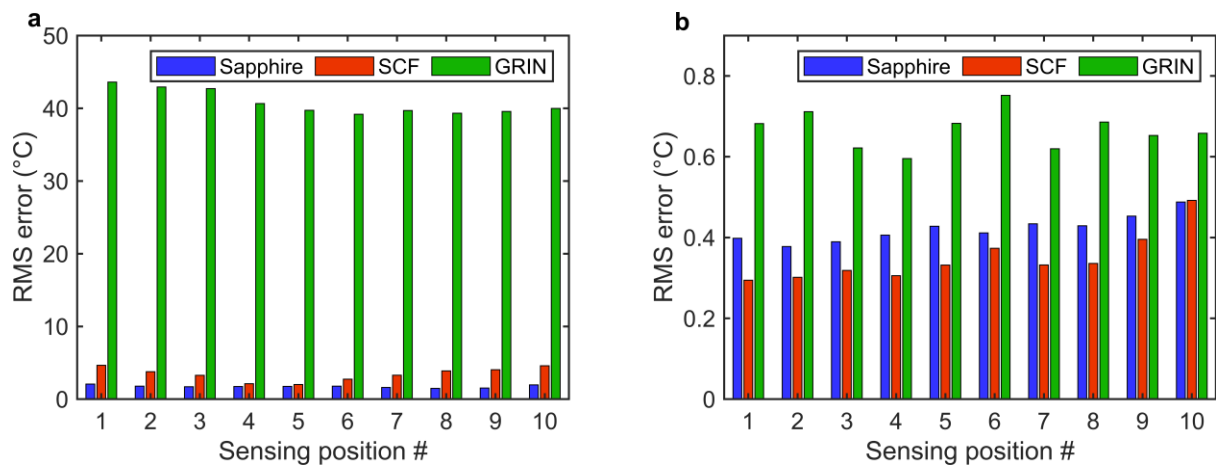 a
50
40
30
20
10
0
RMS error (°C)
Sapphire SCF GRIN
1 2 3 4 5 6 7 8 9 10
Sensing position #
b
0.8
0.6
0.4
0.2
0
RMS error (°C)
Sapphire SCF GRIN
1 2 3 4 5 6 7 8 9 10
Sensing position #